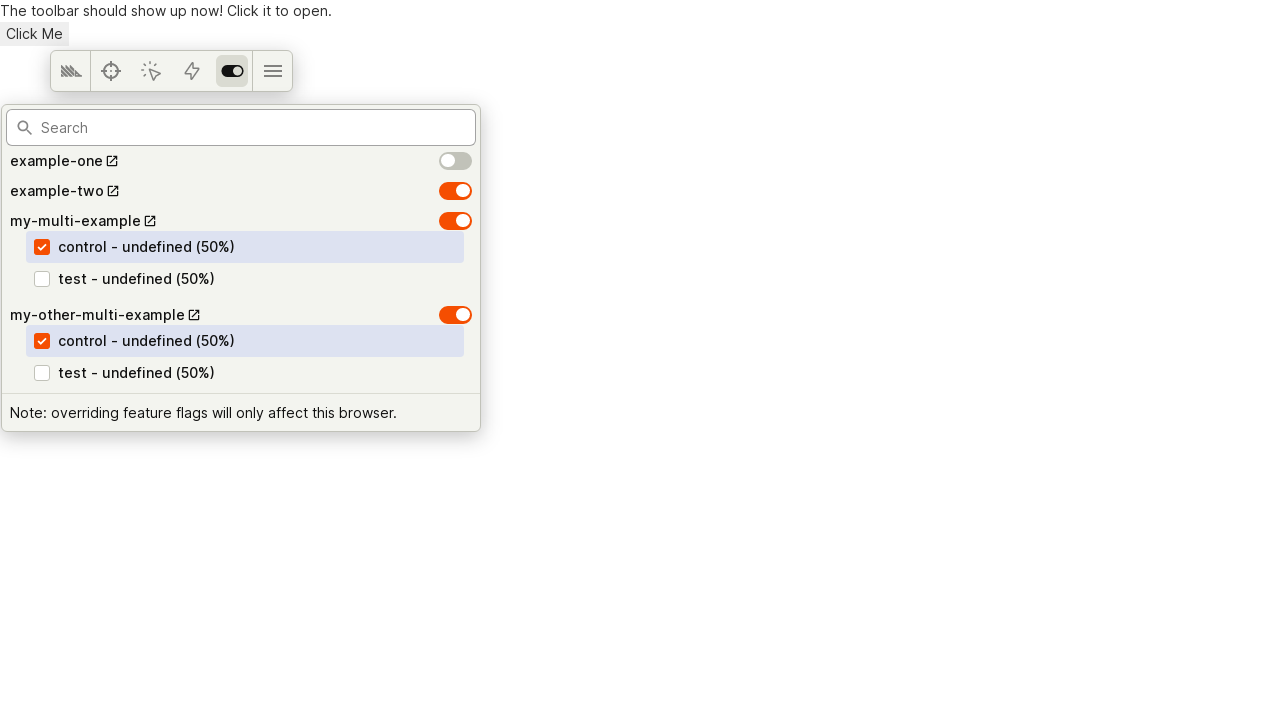 The toolbar should show up now! Click it to open.
Click Me
Search
example-one
example-two
my-multi-example
control - undefined (50%)
test - undefined (50%)
my-other-multi-example
control - undefined (50%)
test - undefined (50%)
Note: overriding feature flags will only affect this browser.